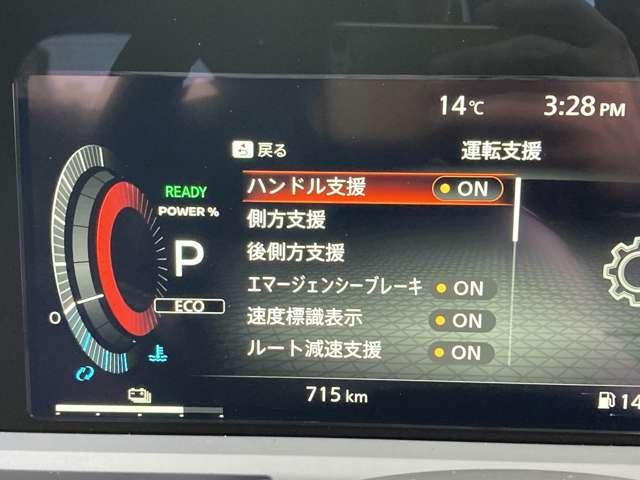 14℃ 3:28 PM
戻る 運転支援
ハンドル支援 ON
側方支援
後側方支援
エマージェンシーブレーキ ON
速度標識表示 ON
ルート減速支援 ON
READY
POWER %
P
ECO
0
715 km
14